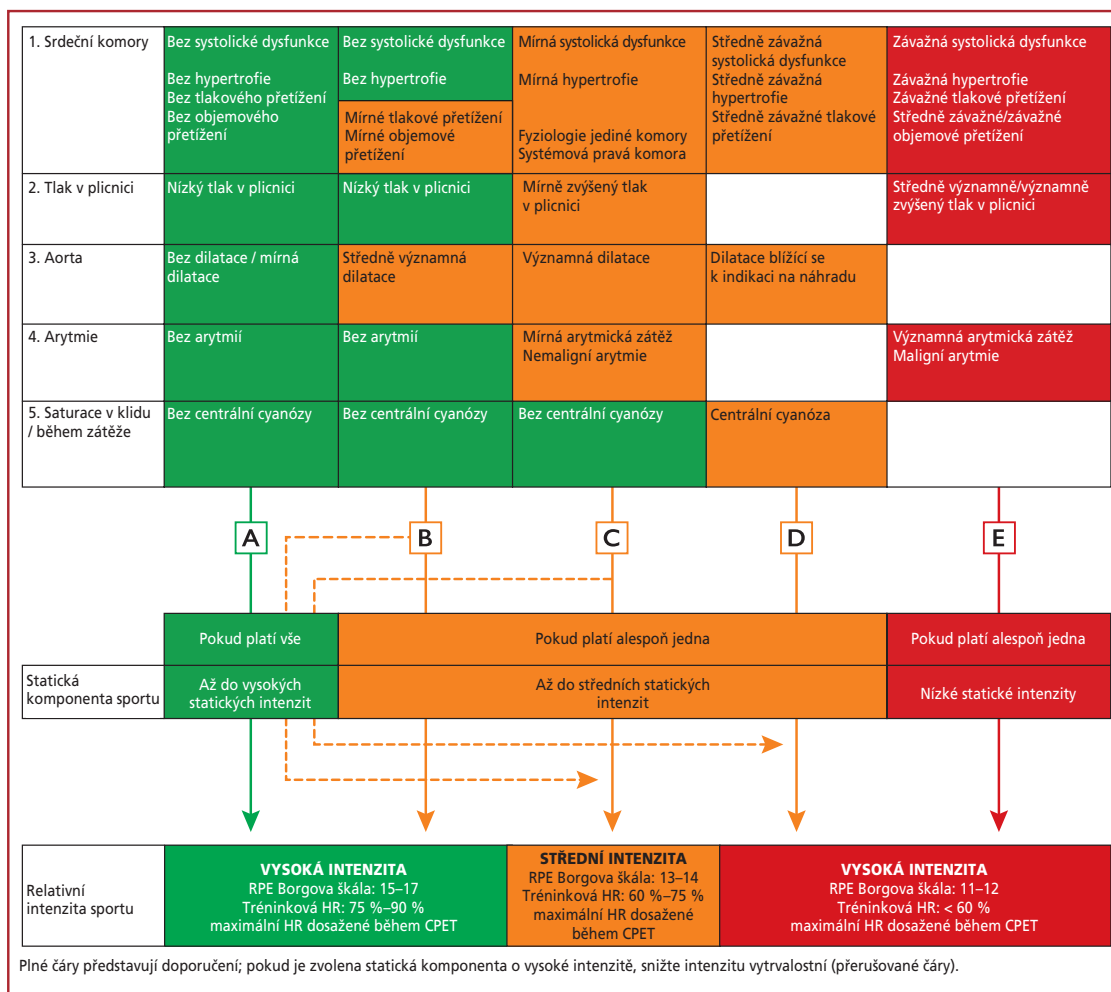 1. Srdeční komory
Bez systolické dysfunkce
Bez hypertrofie
Bez tlakového přetížení
Bez objemového
přetížení
Bez systolické dysfunkce
Bez hypertrofie
Mírné tlakové přetížení
Mírné objemové
přetížení
Mírná systolická dysfunkce
Mírná hypertrofie
Fyziologie jediné komory
Systémová pravá komora
Středně závažná
systolická dysfunkce
Středně závažná
hypertrofie
Středně závažné tlakové
přetížení
Závažná systolická dysfunkce
Závažná hypertrofie
Závažné tlakové přetížení
Středně závažné/závažné
objemové přetížení
2. Tlak v plicnici
Nízký tlak v plicnici
Nízký tlak v plicnici
Mírně zvýšený tlak
v plicnici
Středně významně/významně
zvýšený tlak v plicnici
3. Aorta
Bez dilatace / mírná
dilatace
Středně významná
dilatace
Významná dilatace
Dilatace blížící se
k indikaci na náhradu
4. Arytmie
Bez arytmií
Bez arytmií
Mírná arytmická zátěž
Nemaligní arytmie
Významná arytmická zátěž
Maligní arytmie
5. Saturace v klidu
/ během zátěže
Bez centrální cyanózy
Bez centrální cyanózy
Bez centrální cyanózy
Centrální cyanóza
A
B
C
D
E
Pokud platí vše
Pokud platí alespoň jedna
Pokud platí alespoň jedna
Statická
komponenta sportu
Až do vysokých
statických intenzit
Až do středních statických
intenzit
Nízké statické intenzity
Relativní
intenzita sportu
VYSOKÁ INTENZITA
RPE Borgova škála: 15–17
Tréninková HR: 75 %–90 %
maximální HR dosažené během CPET
STŘEDNÍ INTENZITA
RPE Borgova škála: 13–14
Tréninková HR: 60 %–75 %
maximální HR dosažené
během CPET
VYSOKÁ INTENZITA
RPE Borgova škála: 11–12
Tréninková HR: < 60 %
maximální HR dosažené během CPET
Plné čáry představují doporučení; pokud je zvolena statická komponenta o vysoké intenzitě, snižte intenzitu vytrvalostní (přerušované čáry).